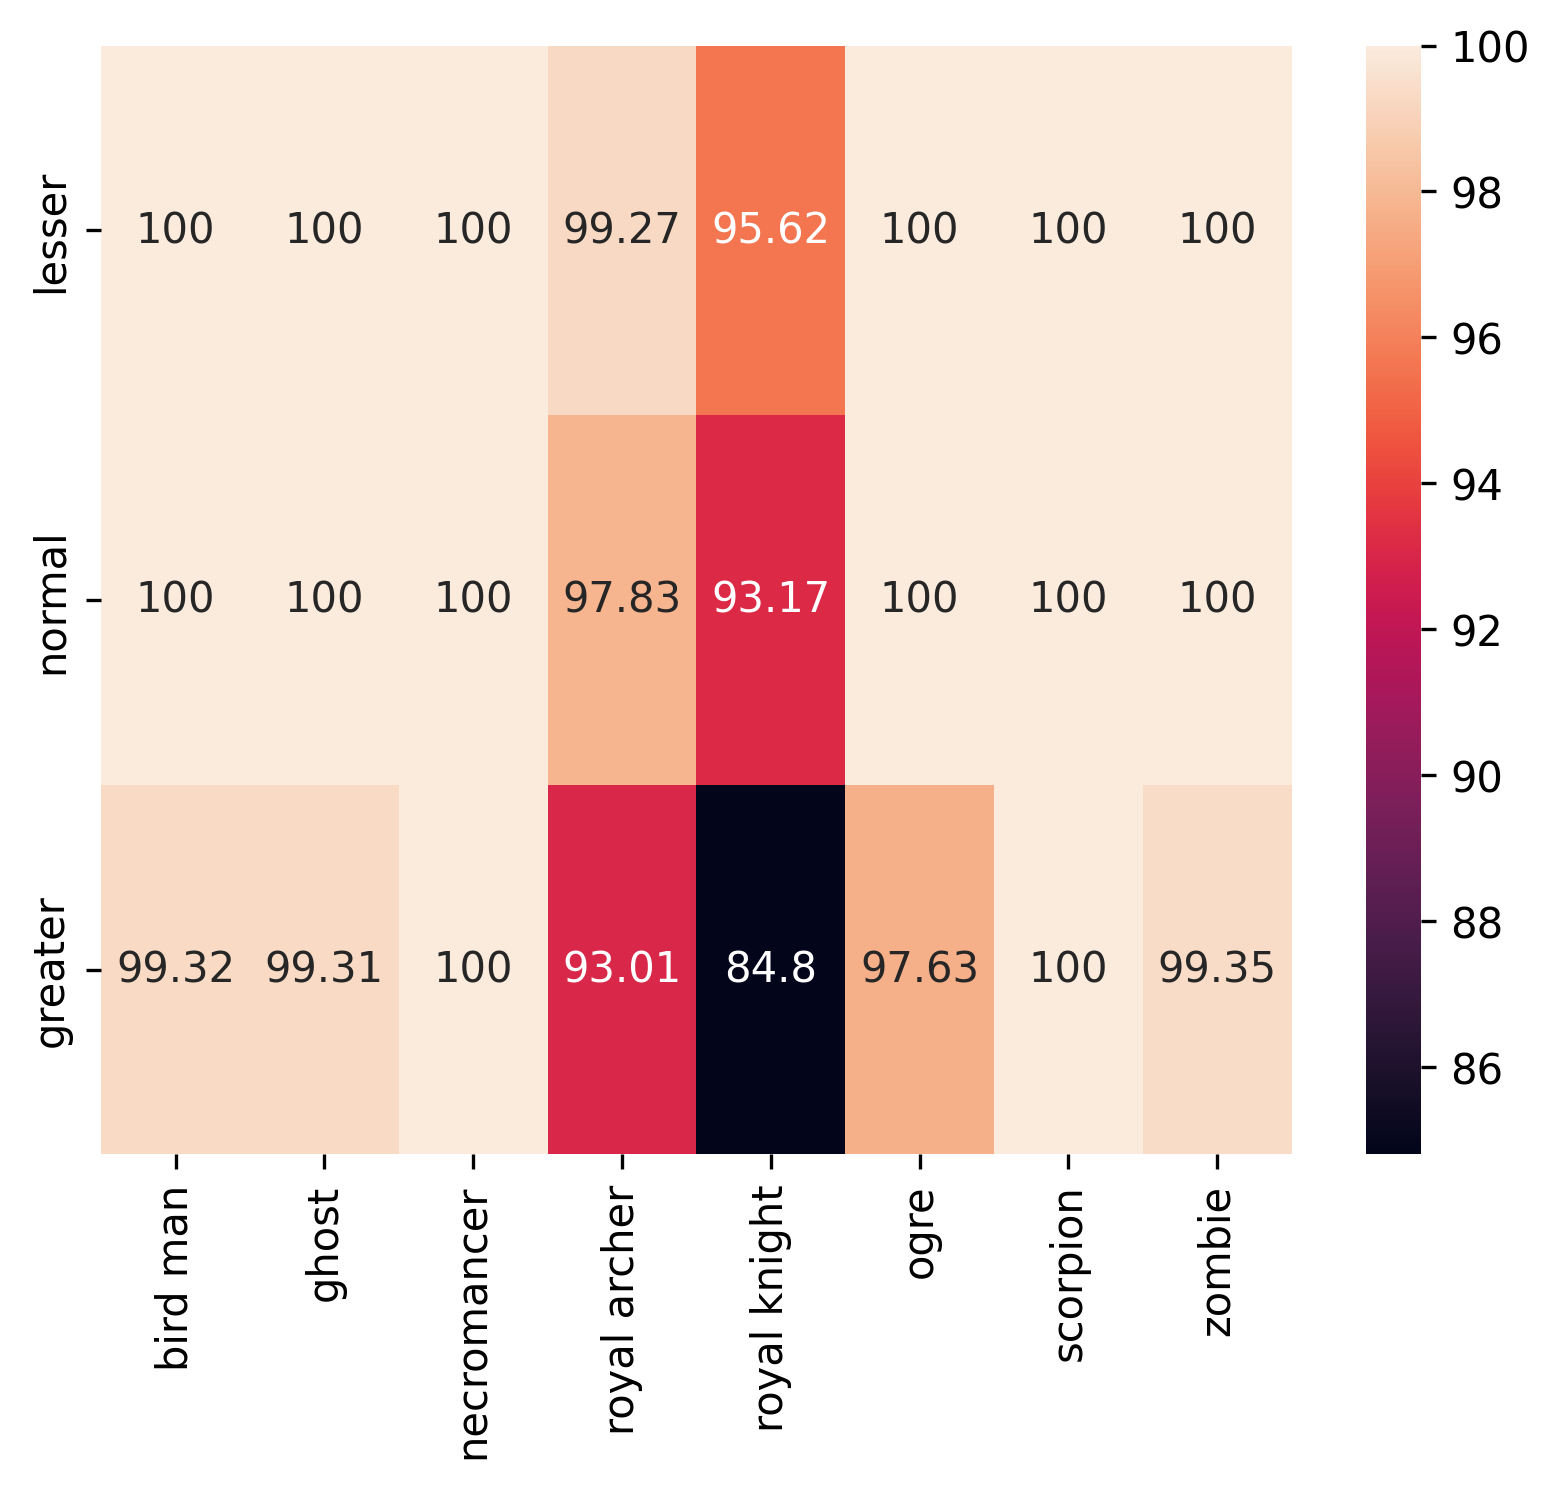 lesser 100 100 100 99.27 95.62 100 100 100
normal 100 100 100 97.83 93.17 100 100 100
greater 99.32 99.31 100 93.01 84.8 97.63 100 99.35
bird man
ghost
necromancer
royal archer
royal knight
ogre
scorpion
zombie
100
98
96
94
92
90
88
86